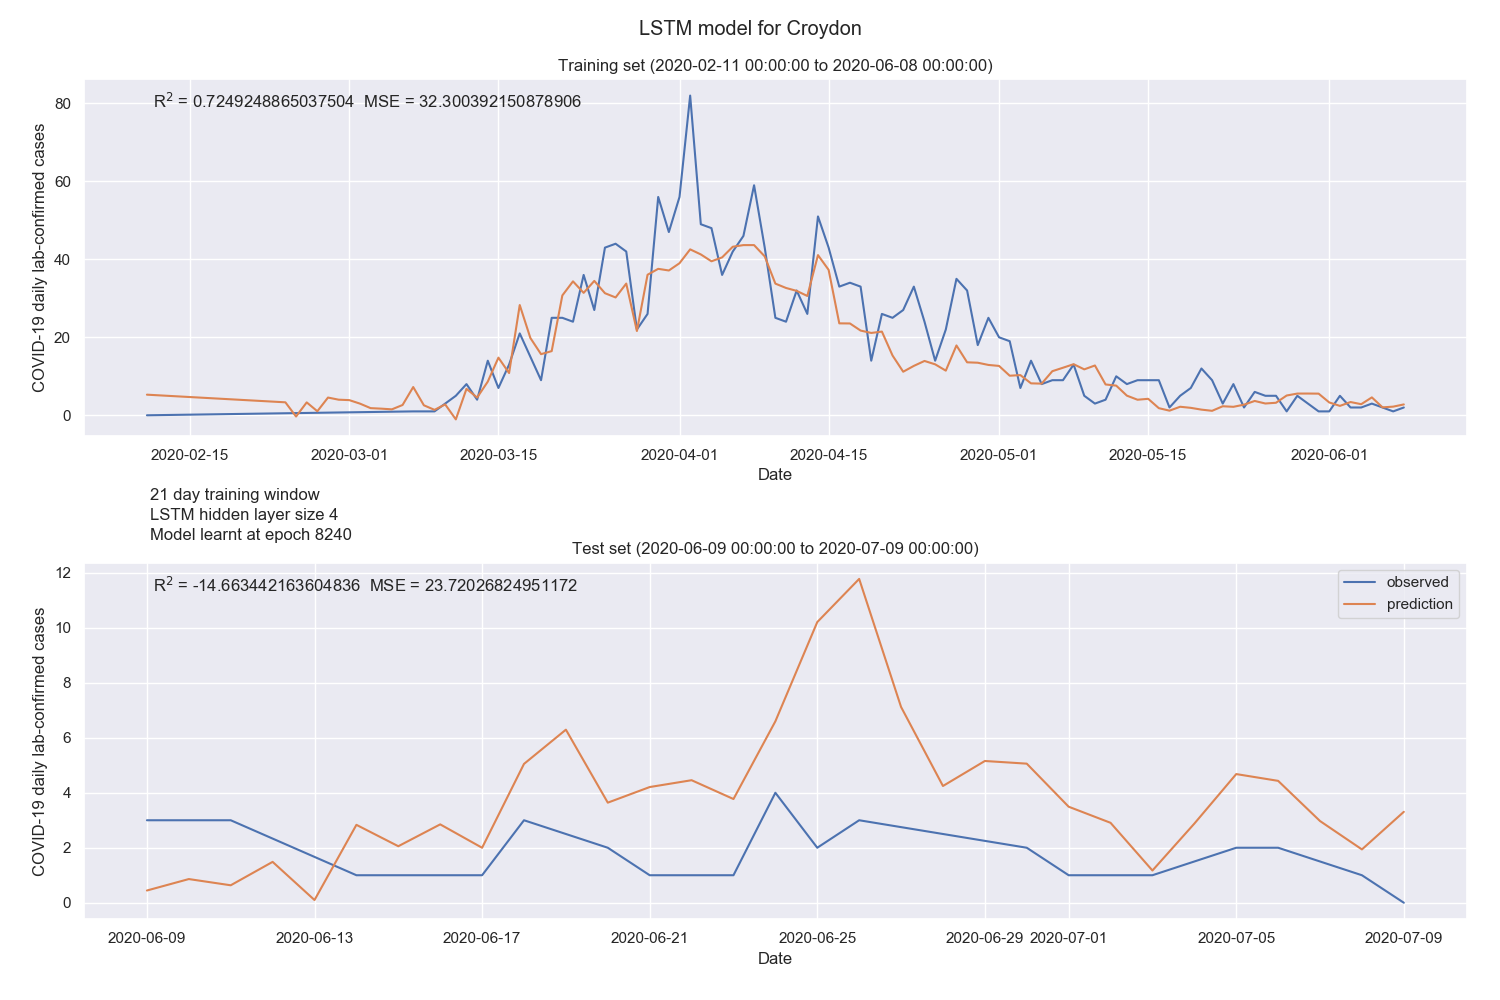 LSTM model for Croydon
Training set (2020-02-11 00:00:00 to 2020-06-08 00:00:00)
R² = 0.7249248865037504 MSE = 32.300392150878906
COVID-19 daily lab-confirmed cases
80
60
40
20
0
2020-02-15 2020-03-01 2020-03-15 2020-04-01 2020-04-15 2020-05-01 2020-05-15 2020-06-01
Date
21 day training window
LSTM hidden layer size 4
Model learnt at epoch 8240
Test set (2020-06-09 00:00:00 to 2020-07-09 00:00:00)
R² = -14.663442163604836 MSE = 23.72026824951172
observed
prediction
COVID-19 daily lab-confirmed cases
12
10
8
6
4
2
0
2020-06-09 2020-06-13 2020-06-17 2020-06-21 2020-06-25 2020-06-29 2020-07-01 2020-07-05 2020-07-09
Date